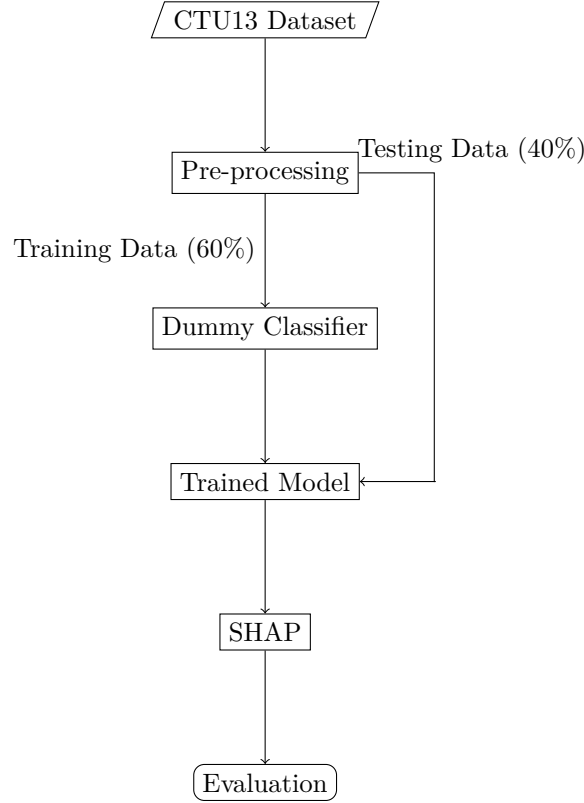 CTU13 Dataset
Testing Data (40%)
Pre-processing
Training Data (60%)
Dummy Classifier
Trained Model
SHAP
Evaluation